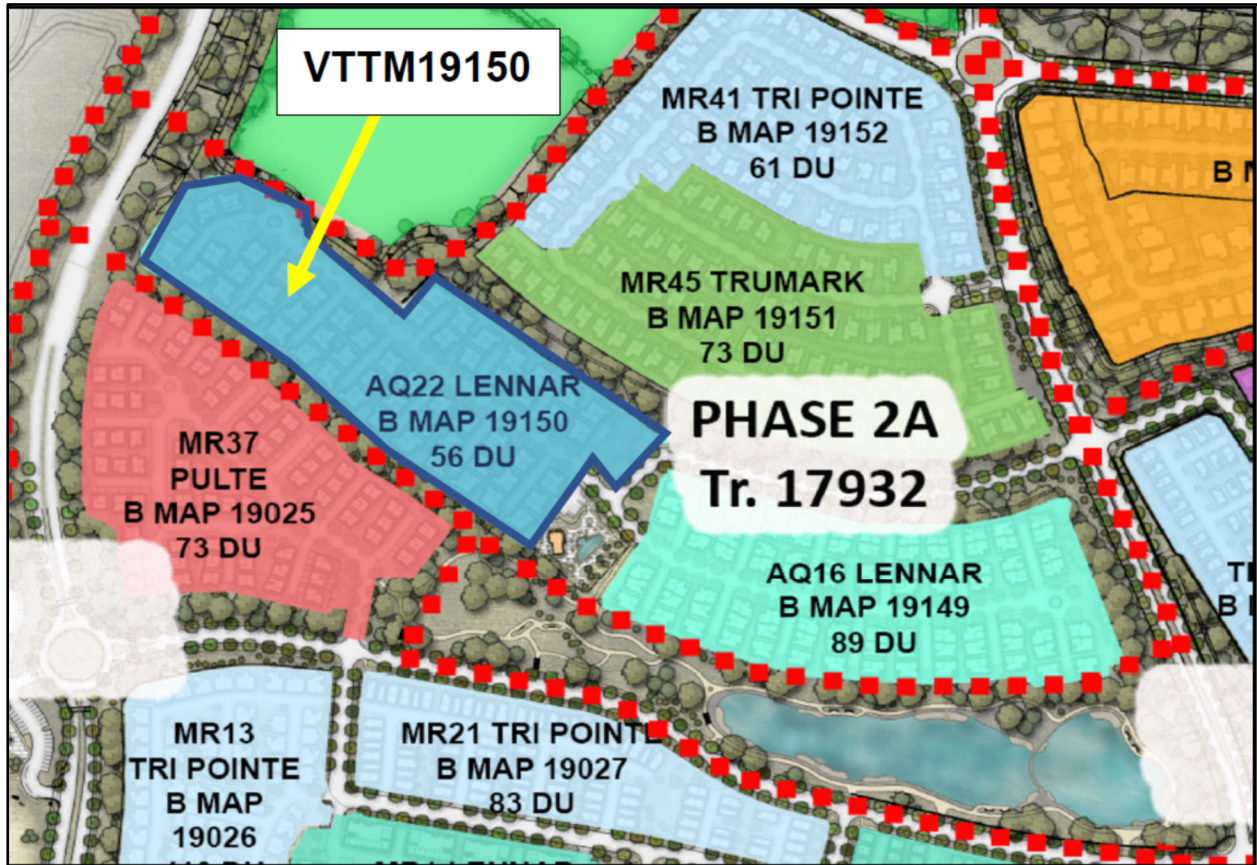 VTTM19150
MR41 TRI POINTE
B MAP 19152
61 DU
MR45 TRUMARK
B MAP 19151
73 DU
AQ22 LENNAR
B MAP 19150
56 DU
PHASE 2A
Tr. 17932
MR37
PULTE
B MAP 19025
73 DU
AQ16 LENNAR
B MAP 19149
89 DU
MR13
TRI POINTE
B MAP
19026
MR21 TRI POINTE
B MAP 19027
83 DU
LENNAR